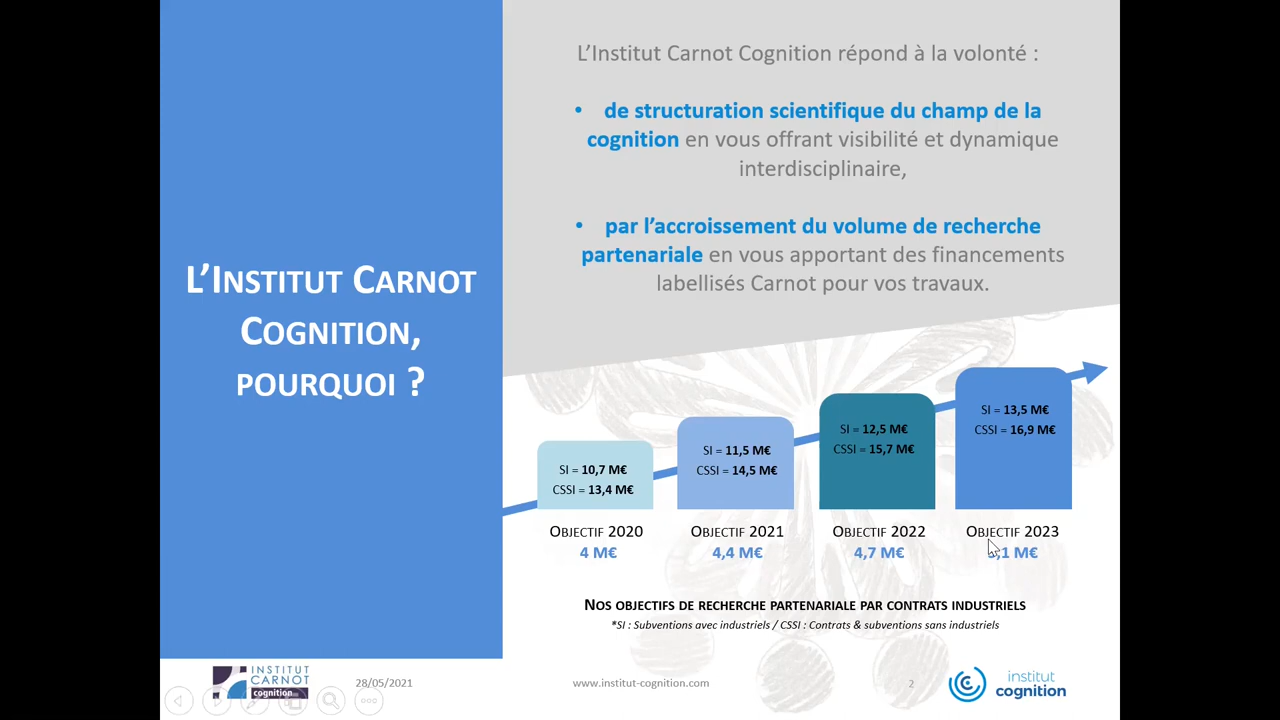 L'INSTITUT CARNOT
COGNITION,
POURQUOI ?
L'Institut Carnot Cognition répond à la volonté :
• de structuration scientifique du champ de la
cognition en vous offrant visibilité et dynamique
interdisciplinaire,
• par l'accroissement du volume de recherche
partenariale en vous apportant des financements
labellisés Carnot pour vos travaux.
SI = 10,7 M€
CSSI = 13,4 M€
SI = 11,5 M€
CSSI = 14,5 M€
SI = 12,5 M€
CSSI = 15,7 M€
SI = 13,5 M€
CSSI = 16,9 M€
OBJECTIF 2020
4 M€
OBJECTIF 2021
4,4 M€
OBJECTIF 2022
4,7 M€
OBJECTIF 2023
,1 M€
NOS OBJECTIFS DE RECHERCHE PARTENARIALE PAR CONTRATS INDUSTRIELS
*SI : Subventions avec industriels / CSSI : Contrats & subventions sans industriels
INSTITUT
CARNOT
cognition
28/05/2021
www.institut-cognition.com
2
institut
cognition